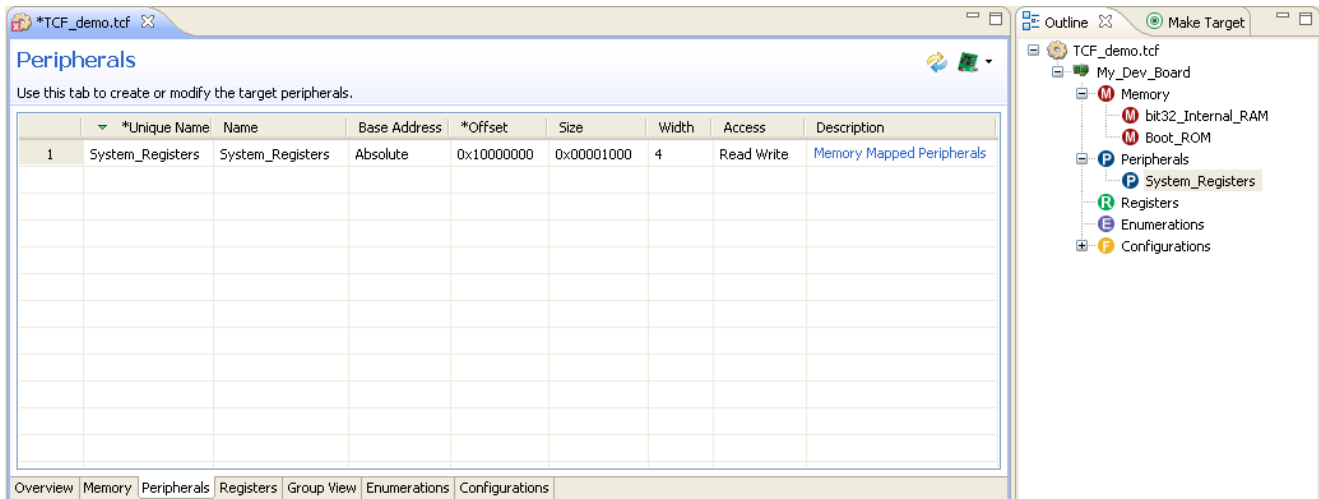 *TCF_demo.tcf
Peripherals
Use this tab to create or modify the target peripherals.
*Unique Name Name Base Address *Offset Size Width Access Description
1 System_Registers System_Registers Absolute 0x10000000 0x00001000 4 Read Write Memory Mapped Peripherals
Overview Memory Peripherals Registers Group View Enumerations Configurations
Outline Make Target
TCF_demo.tcf
My_Dev_Board
M Memory
M bit32_Internal_RAM
M Boot_ROM
P Peripherals
P System_Registers
R Registers
E Enumerations
F Configurations